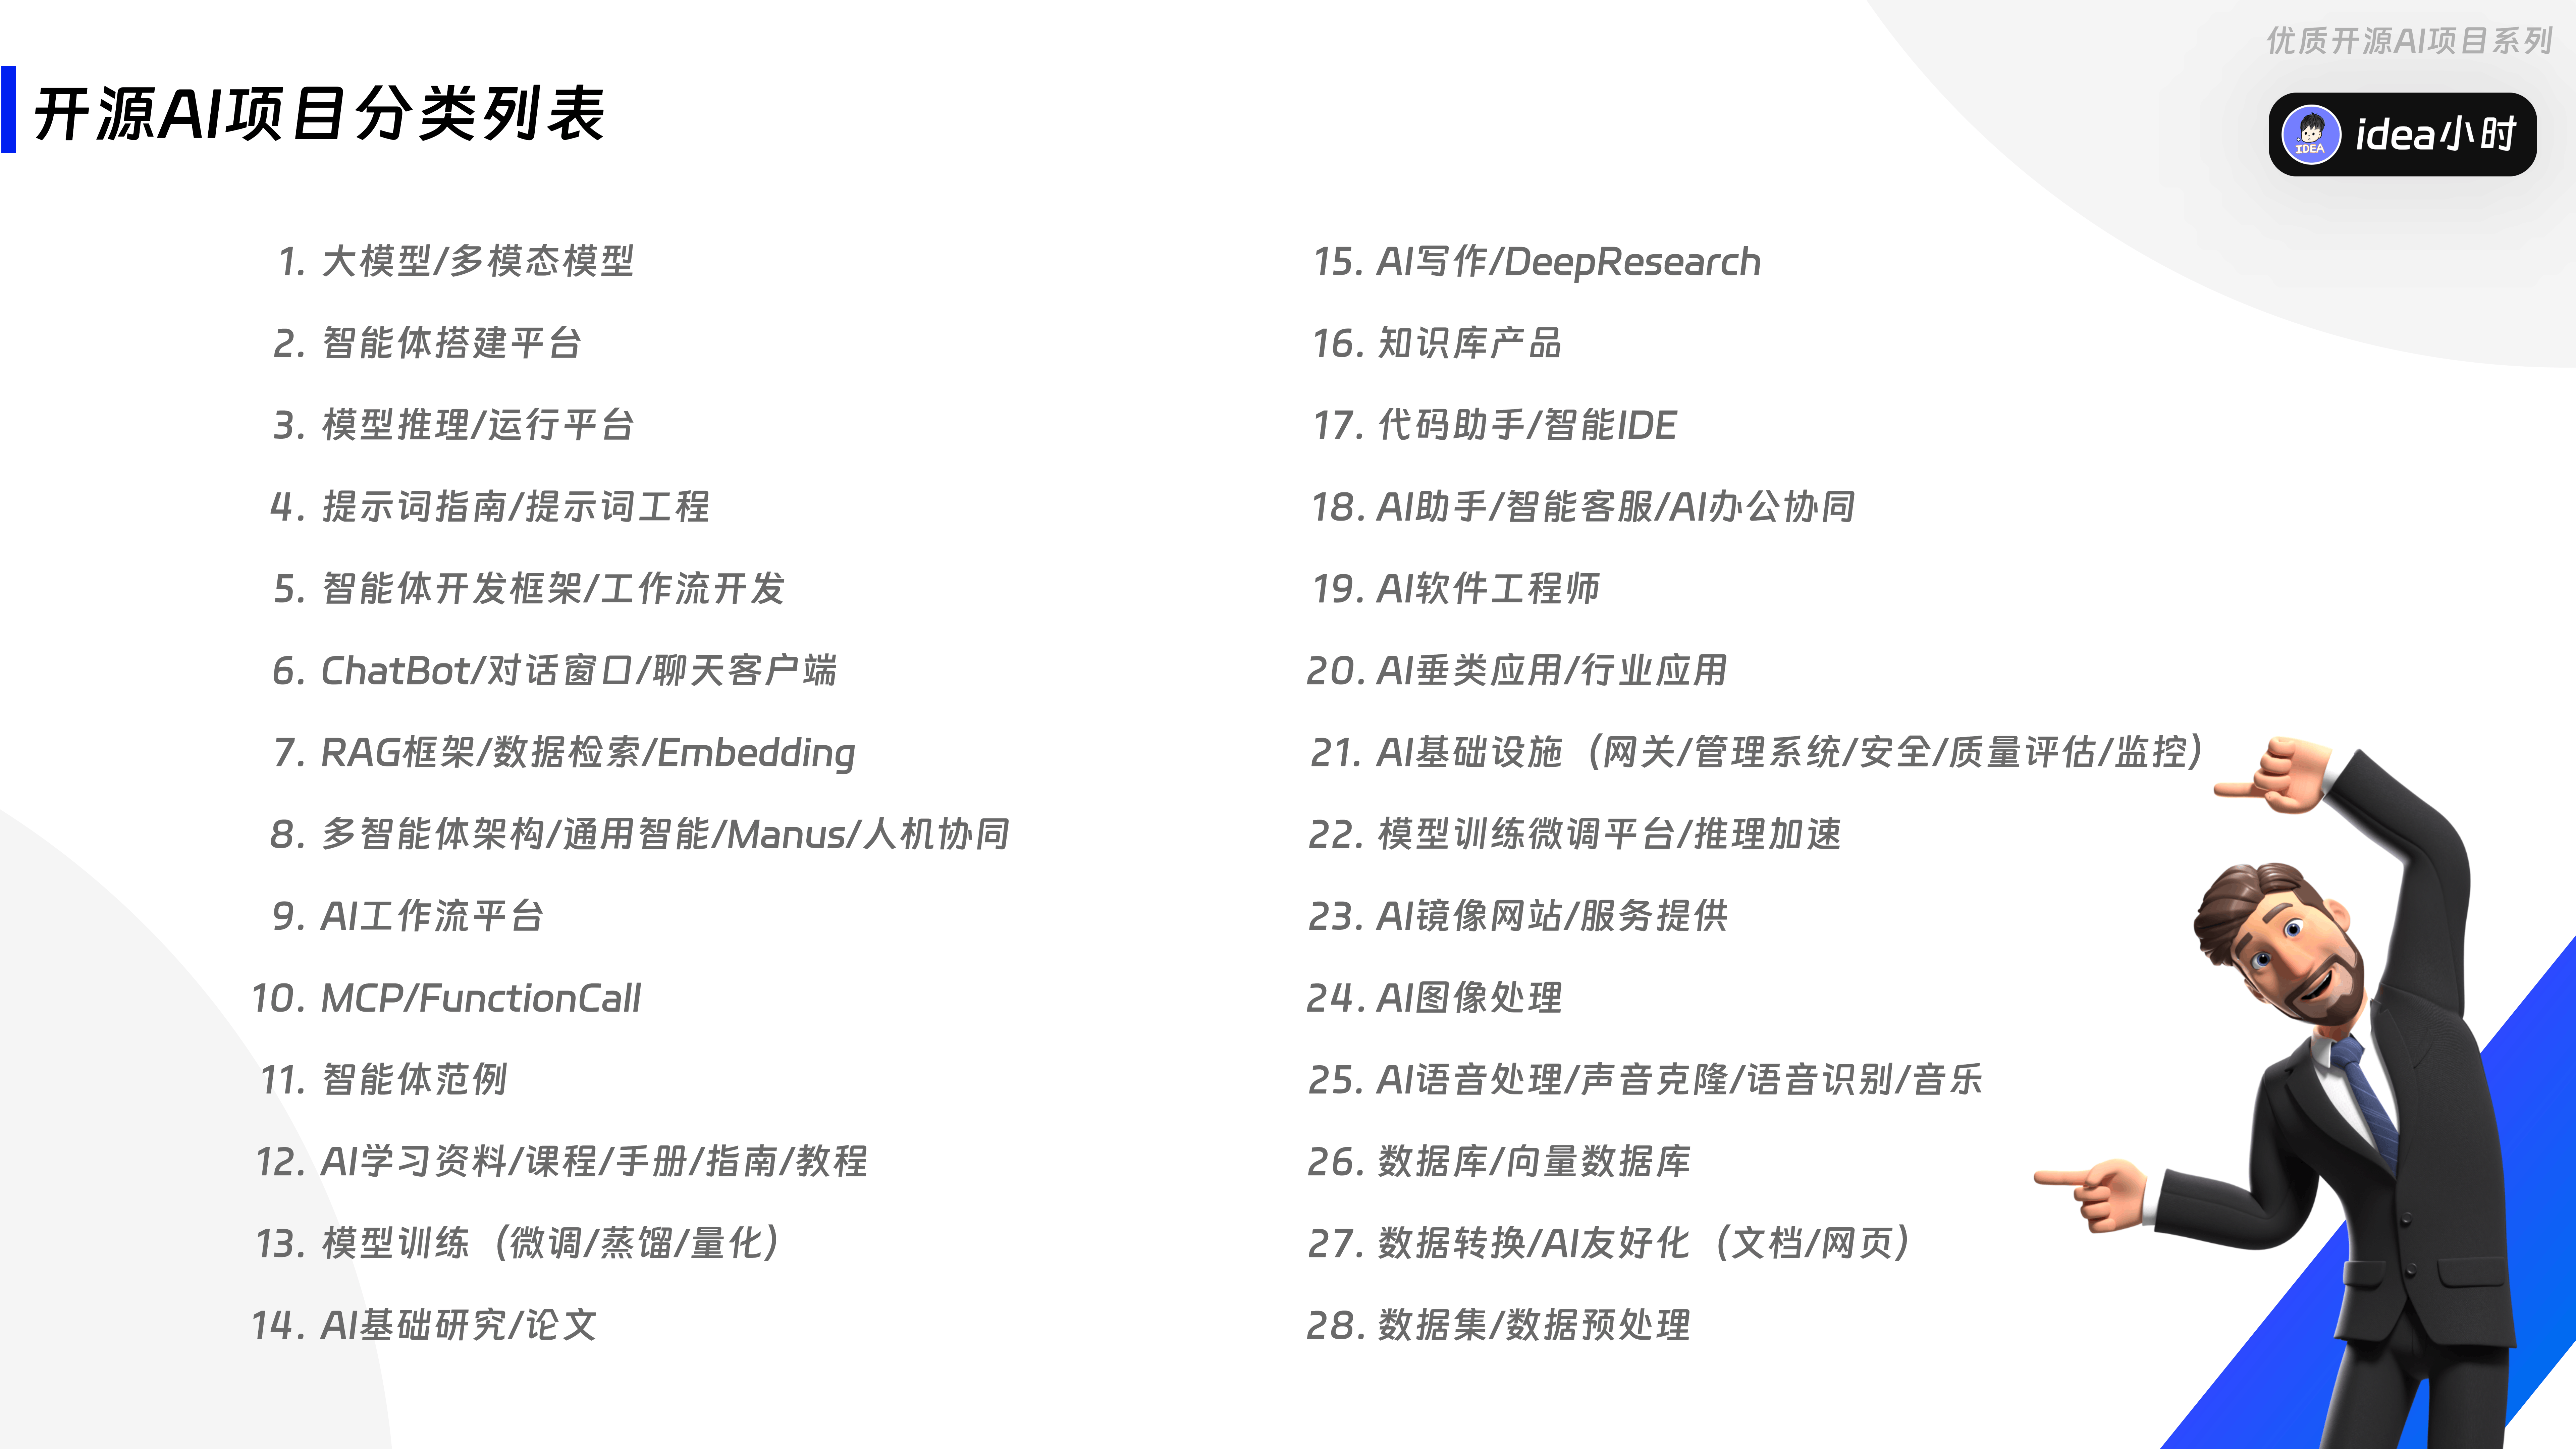 优质开源AI项目系列
开源AI项目分类列表
IDEA
idea小时
1. 大模型/多模态模型
2. 智能体搭建平台
3. 模型推理/运行平台
4. 提示词指南/提示词工程
5. 智能体开发框架/工作流开发
6. ChatBot/对话窗口/聊天客户端
7. RAG框架/数据检索/Embedding
8. 多智能体架构/通用智能/Manus/人机协同
9. AI工作流平台
10. MCP/FunctionCall
11. 智能体范例
12. AI学习资料/课程/手册/指南/教程
13. 模型训练（微调/蒸馏/量化）
14. AI基础研究/论文
15. AI写作/DeepResearch
16. 知识库产品
17. 代码助手/智能IDE
18. AI助手/智能客服/AI办公协同
19. AI软件工程师
20. AI垂类应用/行业应用
21. AI基础设施（网关/管理系统/安全/质量评估/监控）
22. 模型训练微调平台/推理加速
23. AI镜像网站/服务提供
24. AI图像处理
25. AI语音处理/声音克隆/语音识别/音乐
26. 数据库/向量数据库
27. 数据转换/AI友好化（文档/网页）
28. 数据集/数据预处理